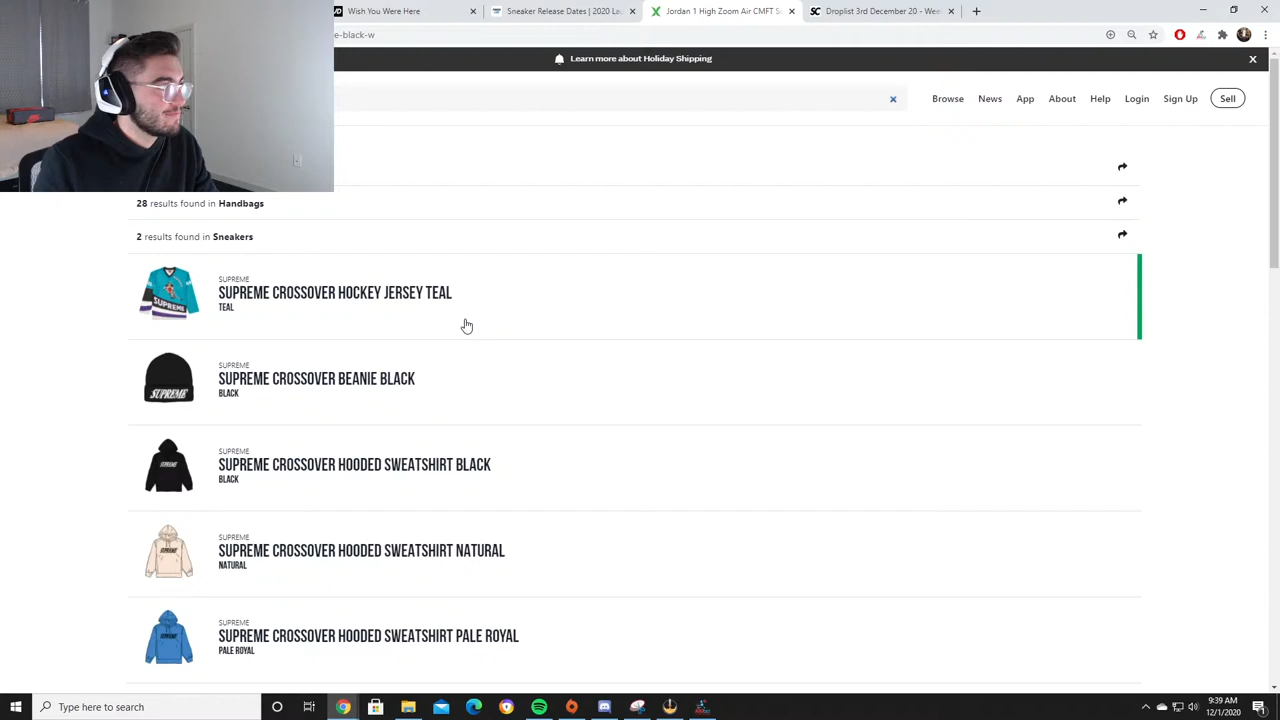 Wish You Were
Sneaker Release Dates | 2020 La
Jordan 1 High Zoom Air CMFT S
SC Droplist 30 December 20 - We
e-black-w
Learn more about Holiday Shipping
Browse News App About Help Login Sign Up Sell
28 results found in Handbags
2 results found in Sneakers
SUPREME
SUPREME CROSSOVER HOCKEY JERSEY TEAL
TEAL
SUPREME
SUPREME CROSSOVER BEANIE BLACK
BLACK
SUPREME
SUPREME CROSSOVER HOODED SWEATSHIRT BLACK
BLACK
SUPREME
SUPREME CROSSOVER HOODED SWEATSHIRT NATURAL
NATURAL
SUPREME
SUPREME CROSSOVER HOODED SWEATSHIRT PALE ROYAL
PALE ROYAL
Type here to search
9:39 AM
12/1/2020